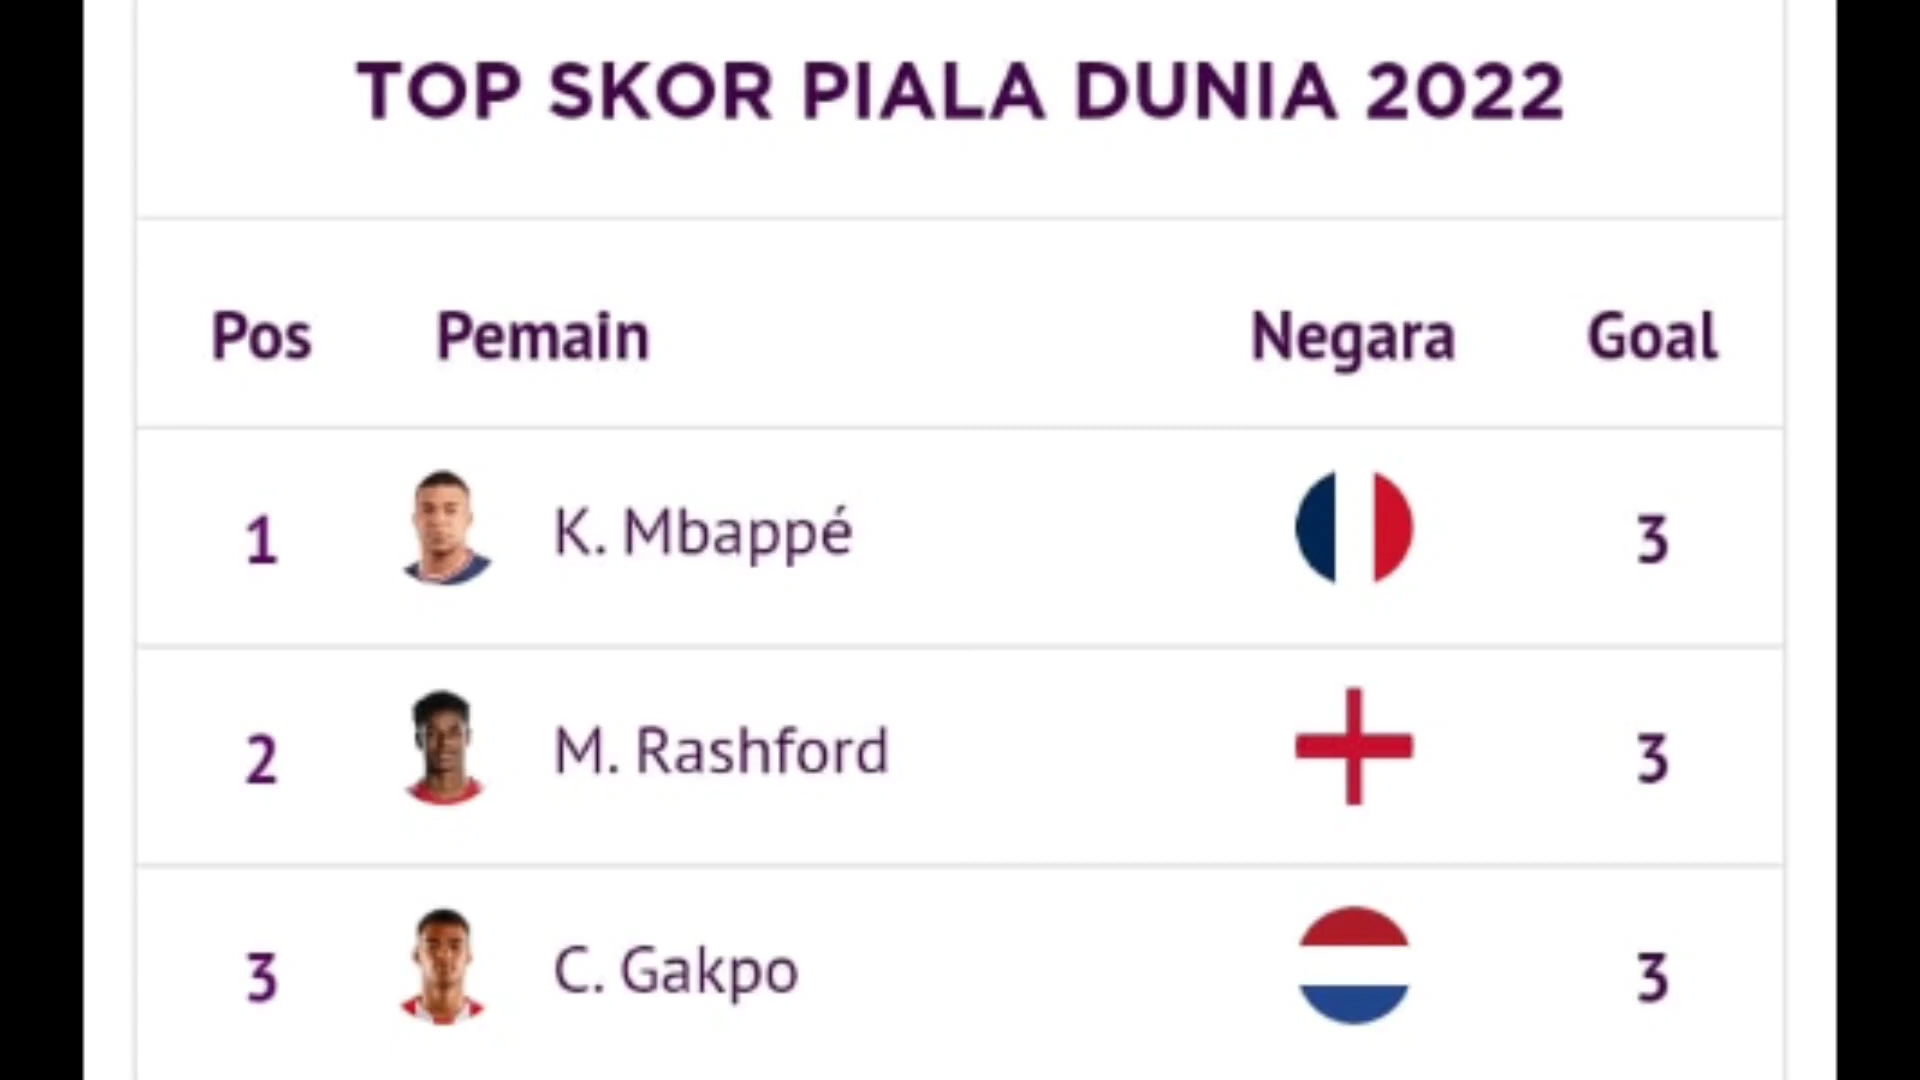 TOP SKOR PIALA DUNIA 2022
Pos Pemain Negara Goal
1 K. Mbappé 3
2 M. Rashford 3
3 C. Gakpo 3